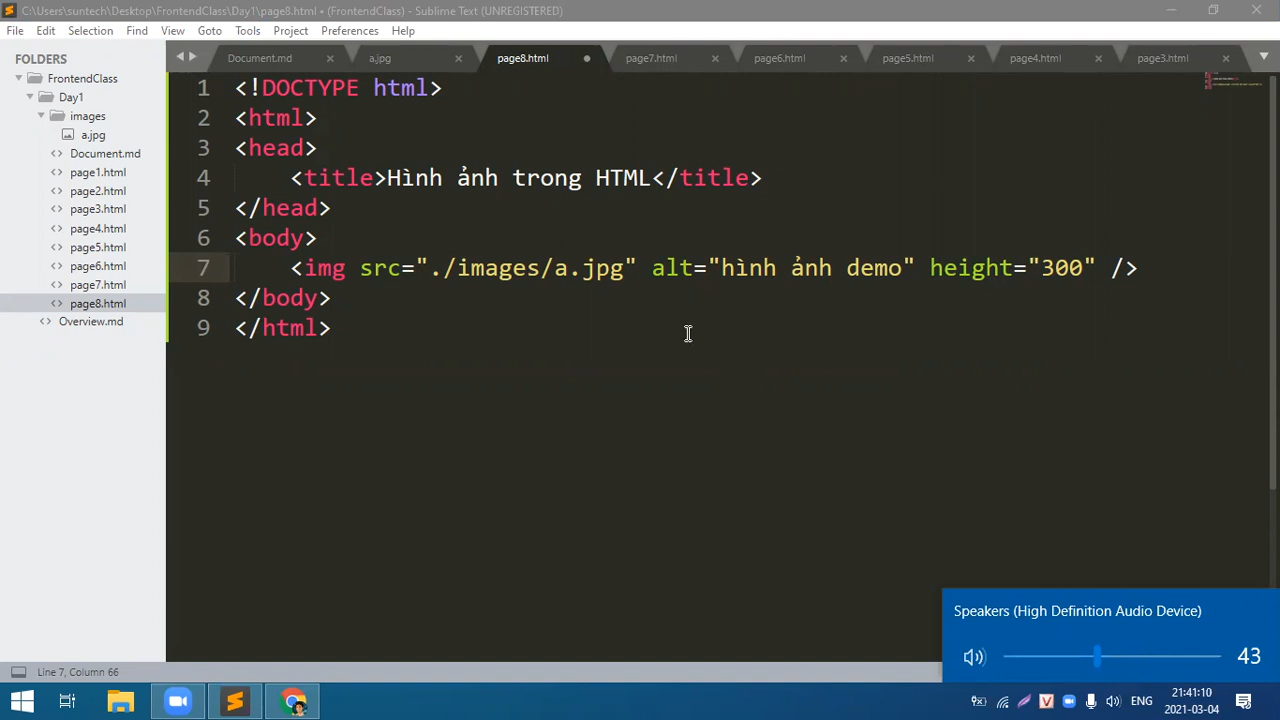 C:\Users\suntech\Desktop\FrontendClass\Day1\page8.html • (FrontendClass) - Sublime Text (UNREGISTERED)
File Edit Selection Find View Goto Tools Project Preferences Help
FOLDERS
FrontendClass
Day1
images
a.jpg
Document.md
page1.html
page2.html
page3.html
page4.html
page5.html
page6.html
page7.html
page8.html
Overview.md
Document.md a.jpg page8.html page7.html page6.html page5.html page4.html page3.html
1 <!DOCTYPE html>
2 <html>
3 <head>
4 <title>Hình ảnh trong HTML</title>
5 </head>
6 <body>
7 <img src="./images/a.jpg" alt="hình ảnh demo" height="300" />
8 </body>
9 </html>
Speakers (High Definition Audio Device)
43
Line 7, Column 66
V ENG 21:41:10
2021-03-04